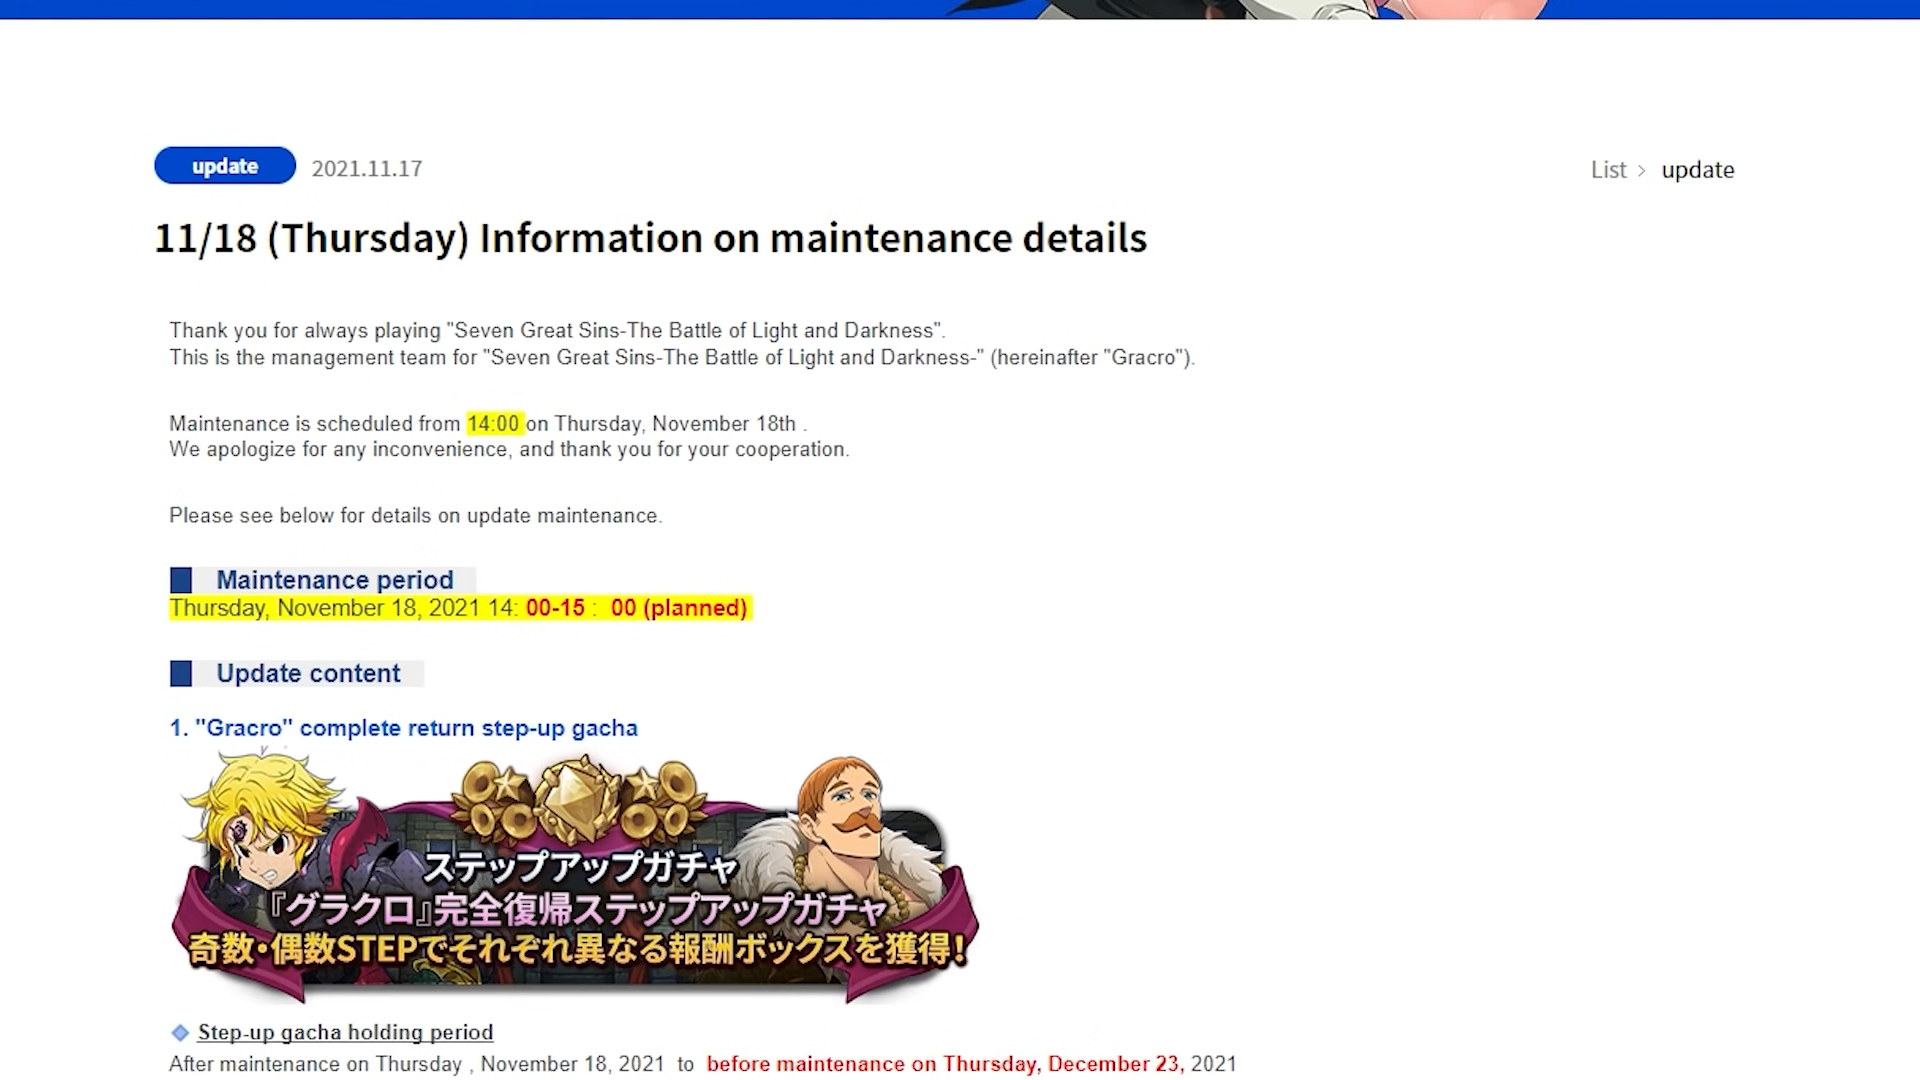 update 2021.11.17
List > update
11/18 (Thursday) Information on maintenance details
Thank you for always playing "Seven Great Sins-The Battle of Light and Darkness".
This is the management team for "Seven Great Sins-The Battle of Light and Darkness-" (hereinafter "Gracro").
Maintenance is scheduled from 14:00 on Thursday, November 18th .
We apologize for any inconvenience, and thank you for your cooperation.
Please see below for details on update maintenance.
Maintenance period
Thursday, November 18, 2021 14: 00-15 : 00 (planned)
Update content
1. "Gracro" complete return step-up gacha
ステップアップガチャ
『グラクロ』完全復帰ステップアップガチャ
奇数・偶数STEPでそれぞれ異なる報酬ボックスを獲得!
Step-up gacha holding period
After maintenance on Thursday , November 18, 2021 to before maintenance on Thursday, December 23, 2021